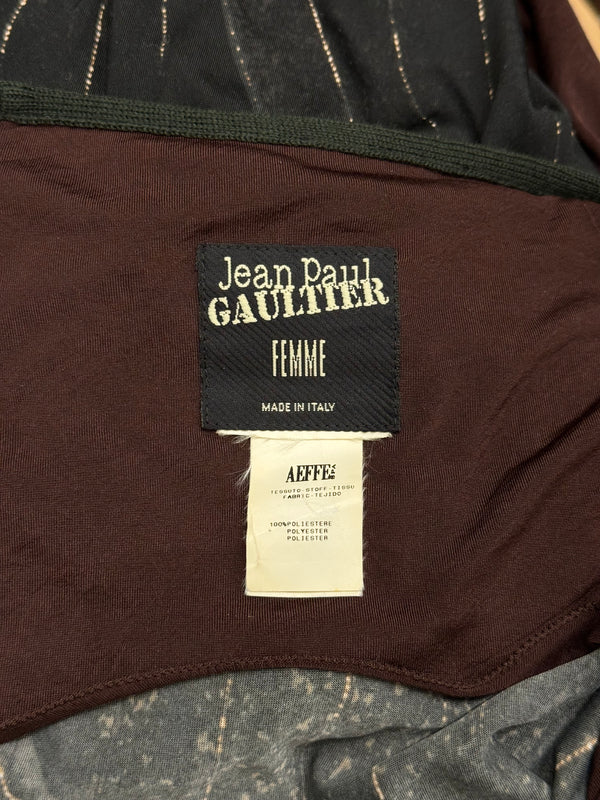 Jean Paul
GAULTIER
FEMME
MADE IN ITALY
AEFFE
TESSUTO-STOFF-TISSU
FABRIC-TEJIDO
100%POLIESTERE
POLYESTER
POLIESTER